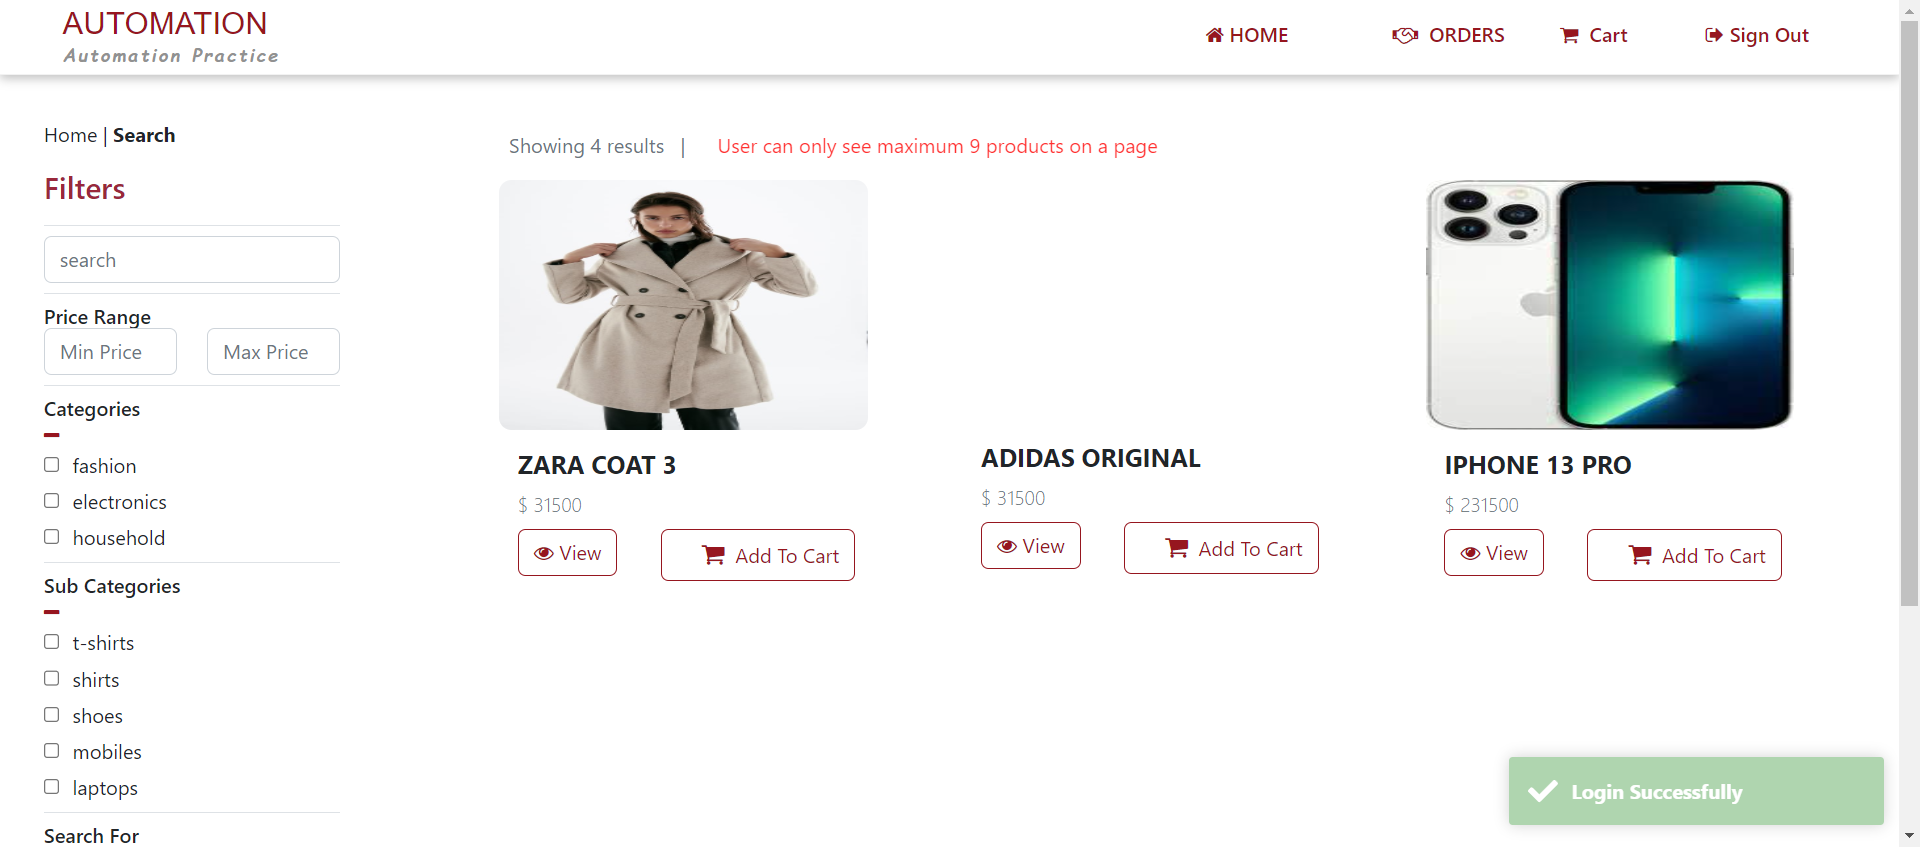 AUTOMATION
Automation Practice
HOME
ORDERS
Cart
Sign Out
Home | Search
Filters
search
Price Range
Min Price
Max Price
Categories
fashion
electronics
household
Sub Categories
t-shirts
shirts
shoes
mobiles
laptops
Search For
Showing 4 results |
User can only see maximum 9 products on a page
ZARA COAT 3
$ 31500
View
Add To Cart
ADIDAS ORIGINAL
$ 31500
View
Add To Cart
IPHONE 13 PRO
$ 231500
View
Add To Cart
Login Successfully